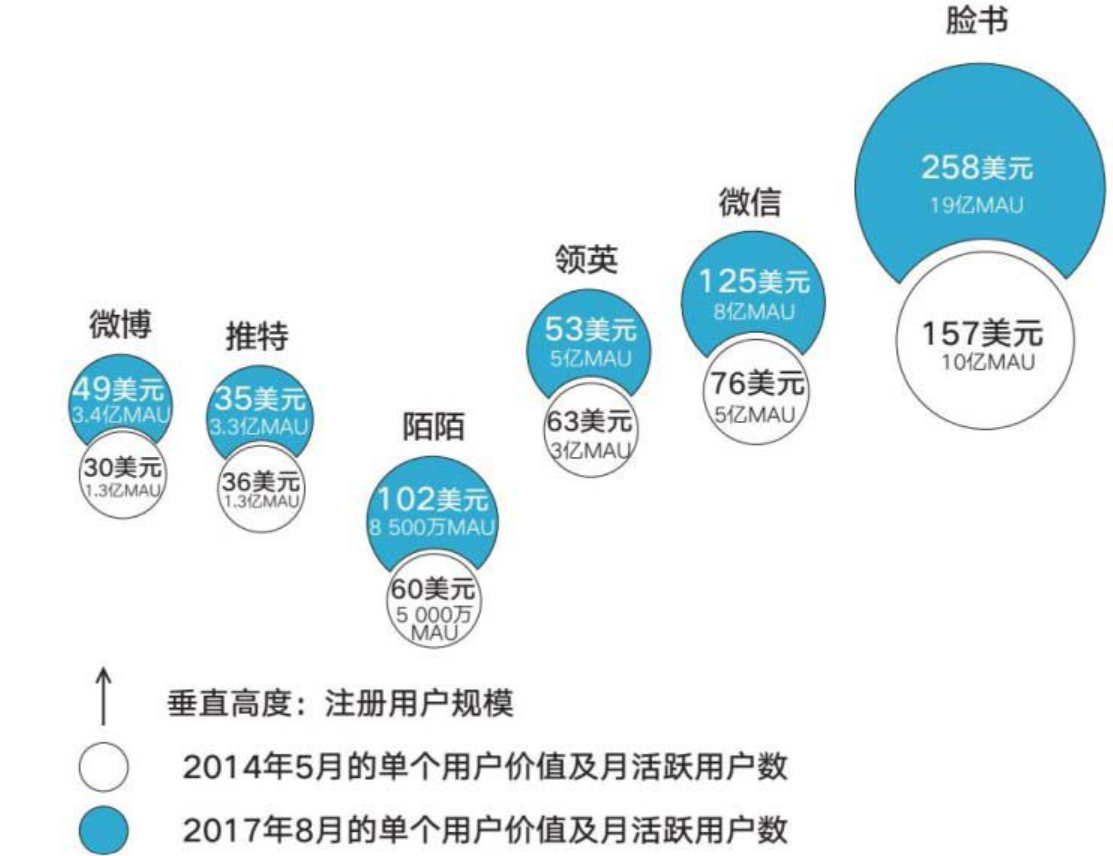 脸书
258美元
19亿MAU
157美元
10亿MAU
微信
125美元
8亿MAU
76美元
5亿MAU
领英
53美元
5亿MAU
63美元
3亿MAU
微博
49美元
3.4亿MAU
30美元
1.3亿MAU
推特
35美元
3.3亿MAU
36美元
1.3亿MAU
陌陌
102美元
8 500万MAU
60美元
5 000万
MAU
垂直高度：注册用户规模
2014年5月的单个用户价值及月活跃用户数
2017年8月的单个用户价值及月活跃用户数